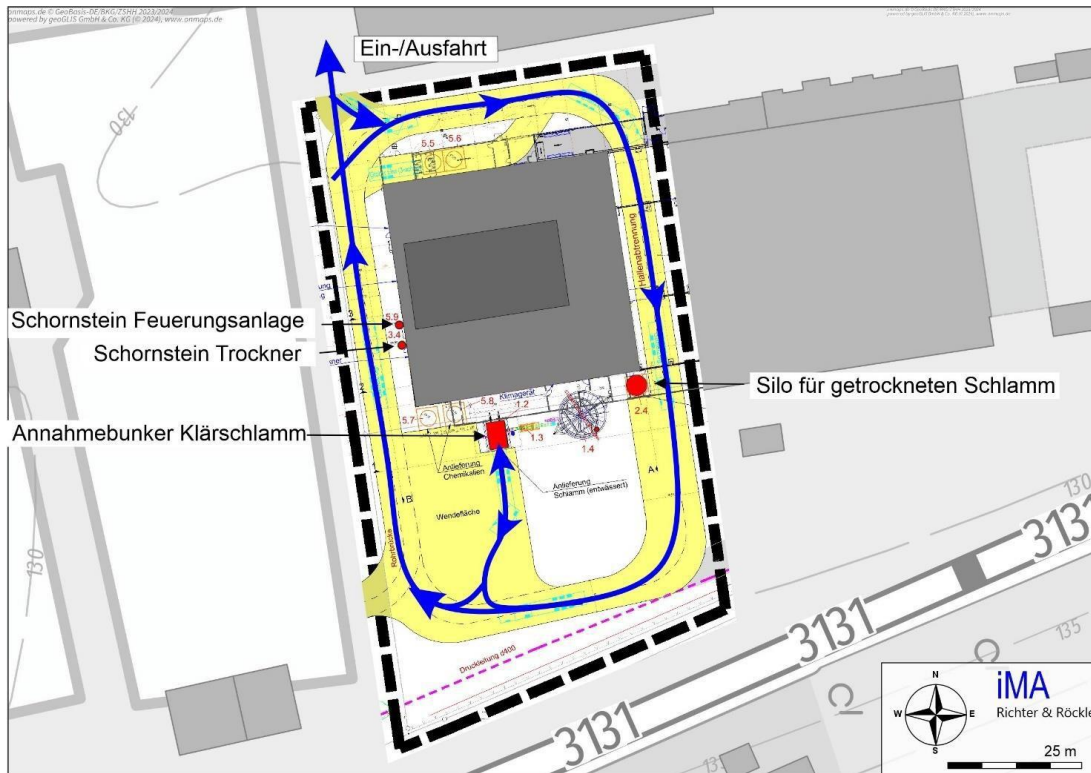 onmaps.de © GeoBasis-DE/BKG/ZSHH 2023/2024
powered by geoGLIS GmbH & Co. KG (© 2024), www.onmaps.de
Ein-/Ausfahrt
130
5.5
5.6
Hallenabtrennung
Schornstein Feuerungsanlage
5.9
3.4
Schornstein Trockner
Silo für getrockneten Schlamm
2.4
5.8
Klimagerät
1.2
5.7
Annahmebunker Klärschlamm
1.3
1.4
Anlieferung
Chemikalien
Anlieferung
Schlamm (entwässert)
A
B
Wendefläche
Rohrbrücke
130
130
3131
3131
3131
135
135
Druckleitung d400
N
W
E
S
iMA
Richter & Röckle
25 m